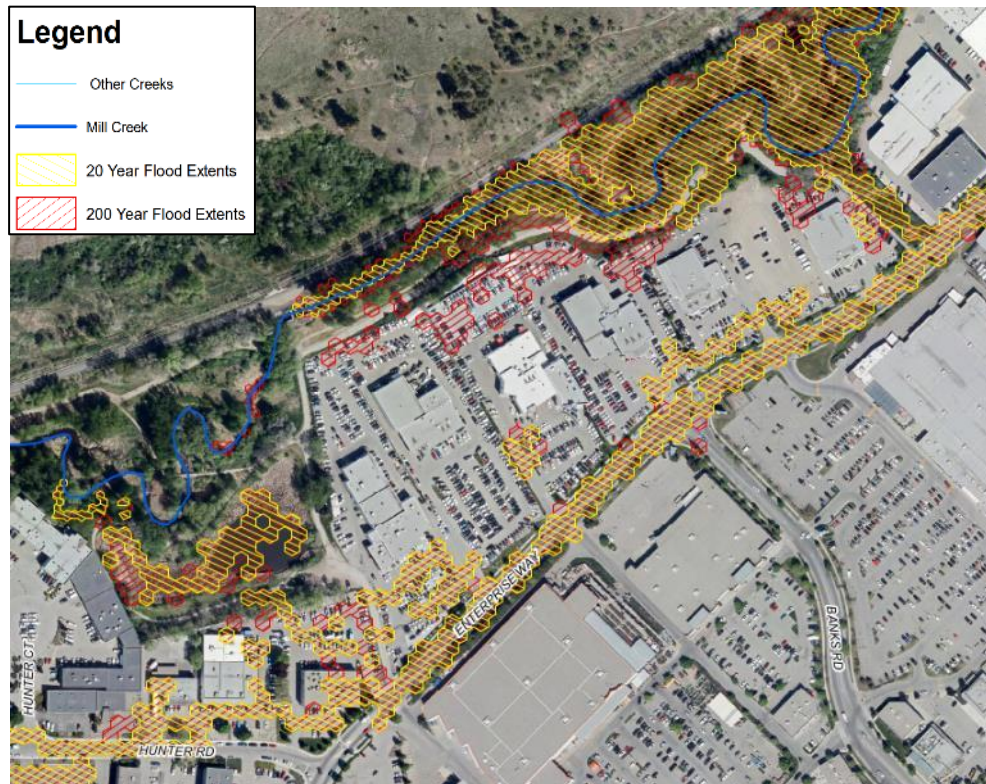 Legend
Other Creeks
Mill Creek
20 Year Flood Extents
200 Year Flood Extents
ENTERPRISE WAY
BANKS RD
HUNTER CT
HUNTER RD